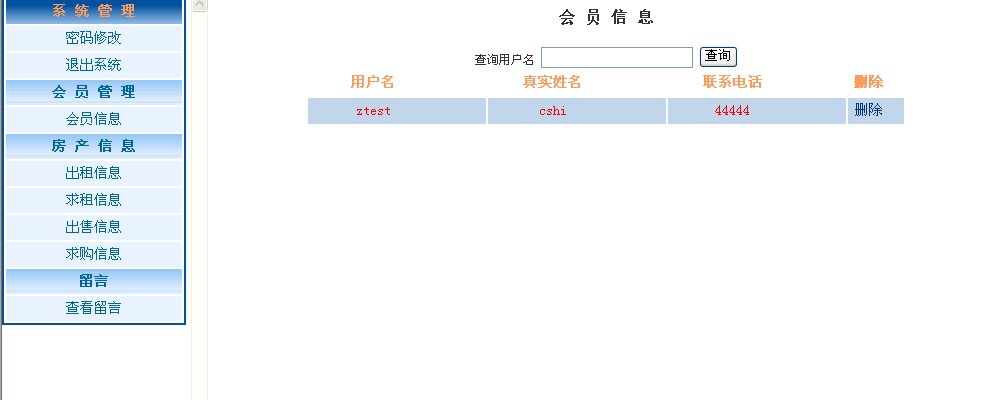 系 统 管 理
密码修改
退出系统
会 员 管 理
会员信息
房 产 信 息
出租信息
求租信息
出售信息
求购信息
留言
查看留言
会 员 信 息
查询用户名 查询
用户名 真实姓名 联系电话 删除
ztest cshi 44444 删除